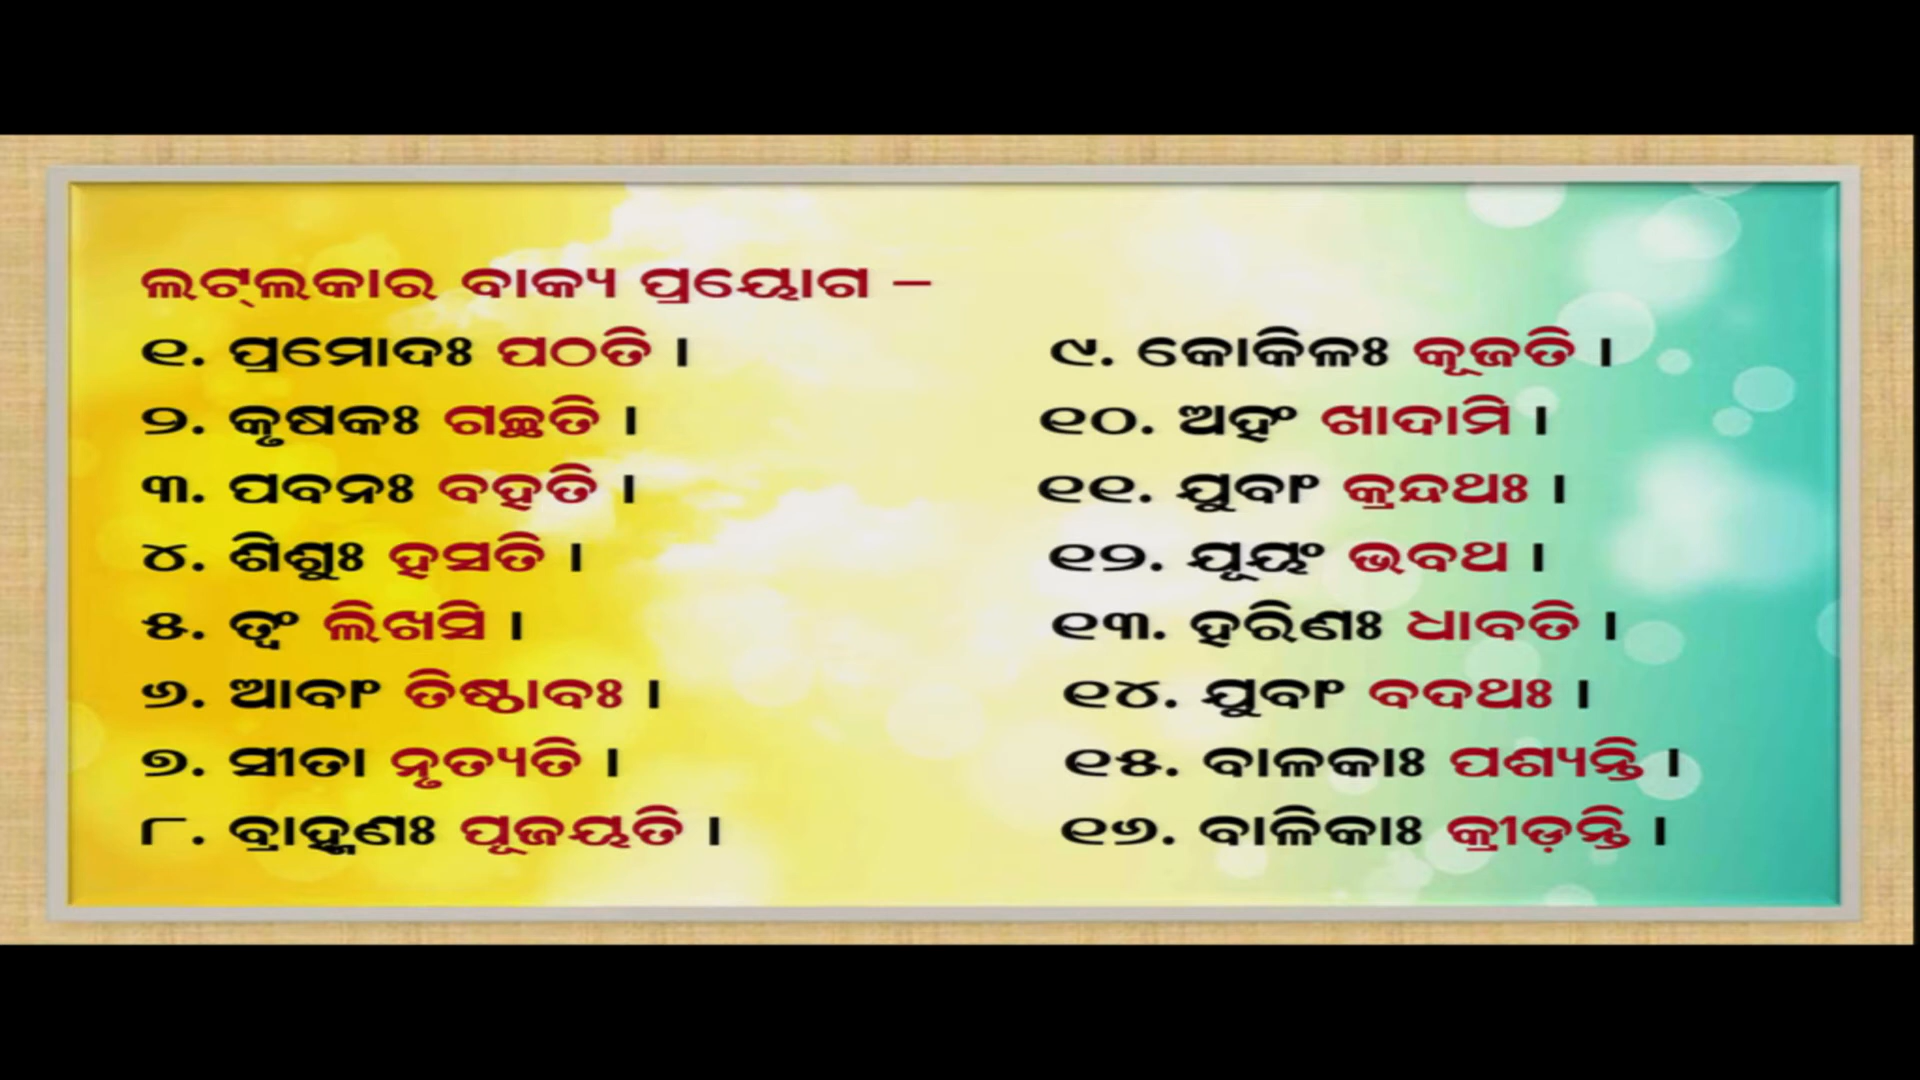 ଲଟ୍‌ଲକାର ବାକ୍ୟ ପ୍ରୟୋଗ –
୧. ପ୍ରମୋଦଃ ପଠତି ।
୨. କୃଷକଃ ଗଚ୍ଛତି ।
୩. ପବନଃ ବହତି ।
୪. ଶିଶୁଃ ହସତି ।
୫. ତ୍ୱଂ ଲିଖସି ।
୬. ଆବାଂ ତିଷ୍ଠାବଃ ।
୭. ସୀତା ନୃତ୍ୟତି ।
୮. ବ୍ରାହ୍ମଣଃ ପୂଜୟତି ।
୯. କୋକିଳଃ କୂଜତି ।
୧୦. ଅହଂ ଖାଦାମି ।
୧୧. ଯୁବାଂ କ୍ରନ୍ଦଥଃ ।
୧୨. ଯୂୟଂ ଭବଥ ।
୧୩. ହରିଣଃ ଧାବତି ।
୧୪. ଯୁବାଂ ବଦଥଃ ।
୧୫. ବାଳକାଃ ପଶ୍ୟନ୍ତି ।
୧୬. ବାଳିକାଃ କ୍ରୀଡ଼ନ୍ତି ।